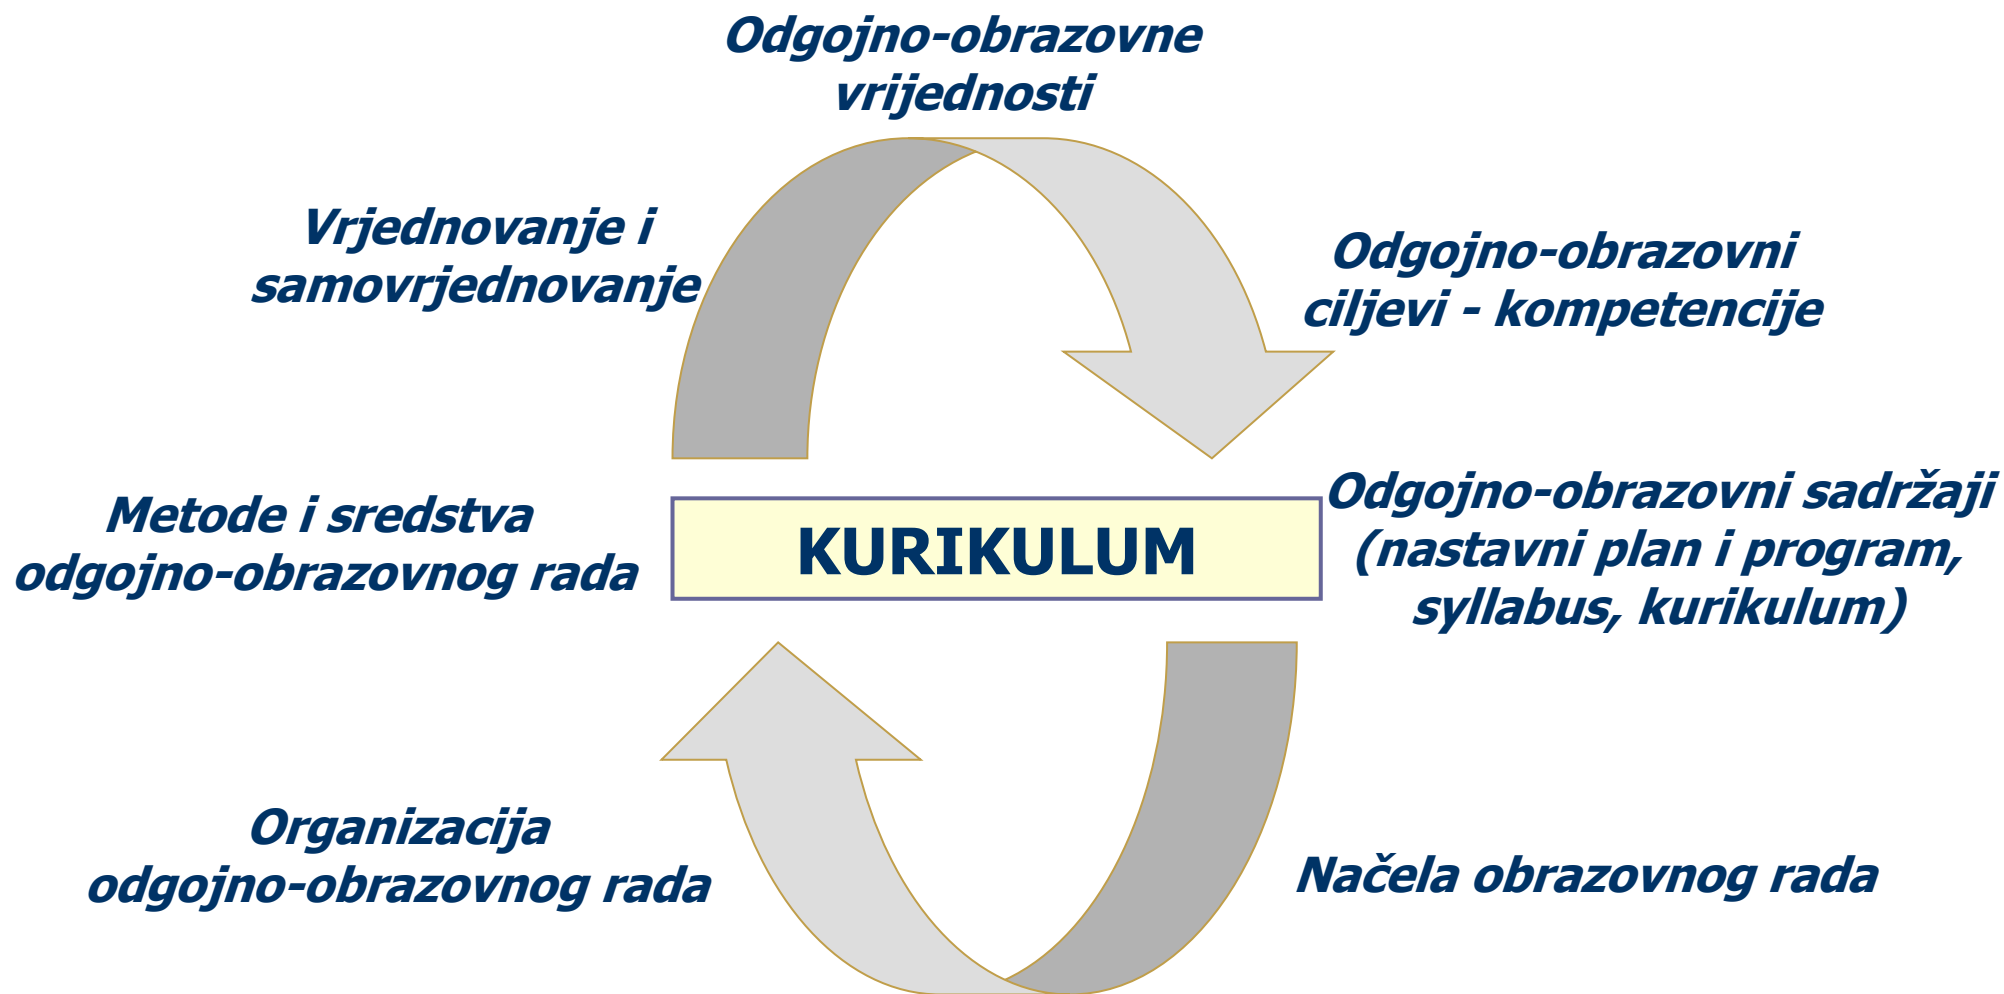 Odgojno-obrazovne
vrijednosti
Vrjednovanje i
samovrjednovanje
Odgojno-obrazovni
ciljevi - kompetencije
Metode i sredstva
odgojno-obrazovnog rada
KURIKULUM
Odgojno-obrazovni sadržaji
(nastavni plan i program,
syllabus, kurikulum)
Organizacija
odgojno-obrazovnog rada
Načela obrazovnog rada